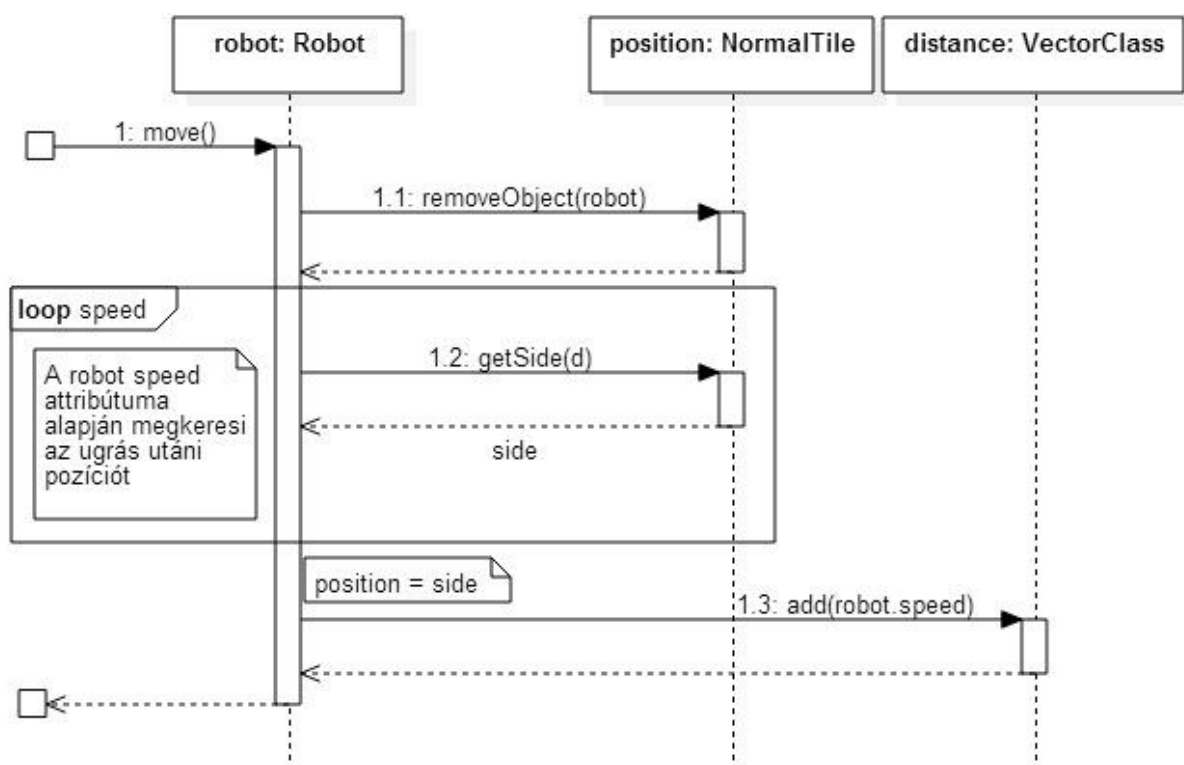 robot: Robot
position: NormalTile
distance: VectorClass
1: move()
1.1: removeObject(robot)
loop speed
1.2: getSide(d)
A robot speed
attribútuma
alapján megkeresi
az ugrás utáni
pozíciót
side
position = side
1.3: add(robot.speed)